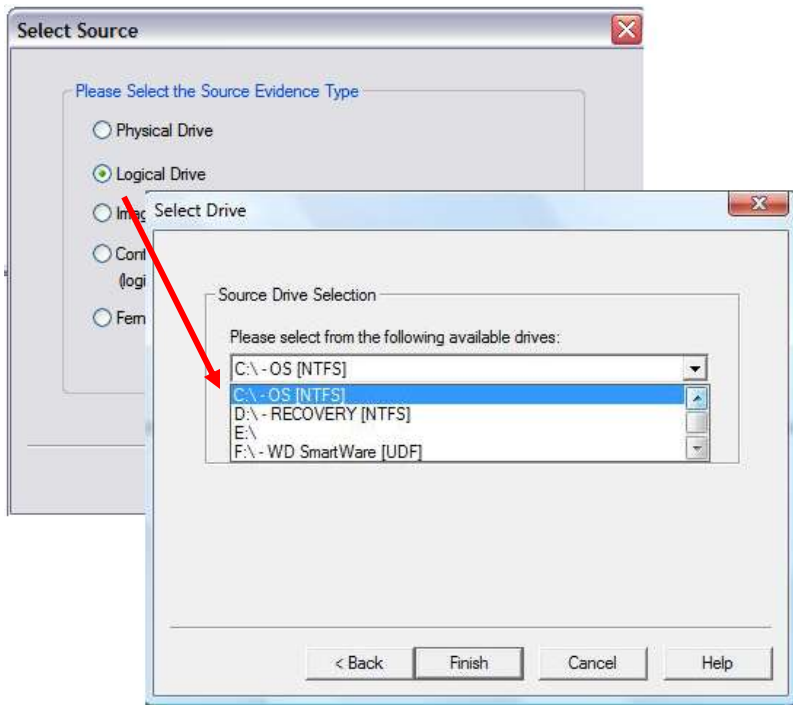 Select Source
Please Select the Source Evidence Type
Physical Drive
Logical Drive
Select Drive
Source Drive Selection
Please select from the following available drives:
C:\ - OS [NTFS]
C:\ - OS [NTFS]
D:\ - RECOVERY [NTFS]
E:\
F:\ - WD SmartWare [UDF]
< Back Finish Cancel Help